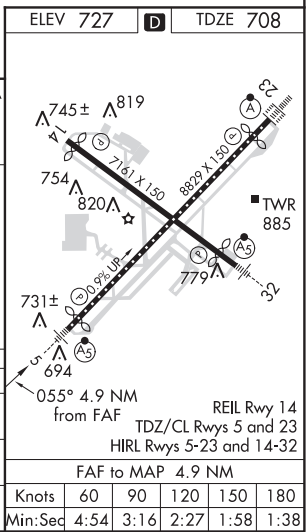 ELEV 727 D TDZE 708
745± 819
A 23
14 P P
7161 X 150
8829 X 150
754
820
TWR
885
A5
P 779
32
0.9% UP
731± P
5 A5
694
055° 4.9 NM
from FAF
REIL Rwy 14
TDZ/CL Rwys 5 and 23
HIRL Rwys 5-23 and 14-32
FAF to MAP 4.9 NM
Knots 60 90 120 150 180
Min:Sec 4:54 3:16 2:27 1:58 1:38